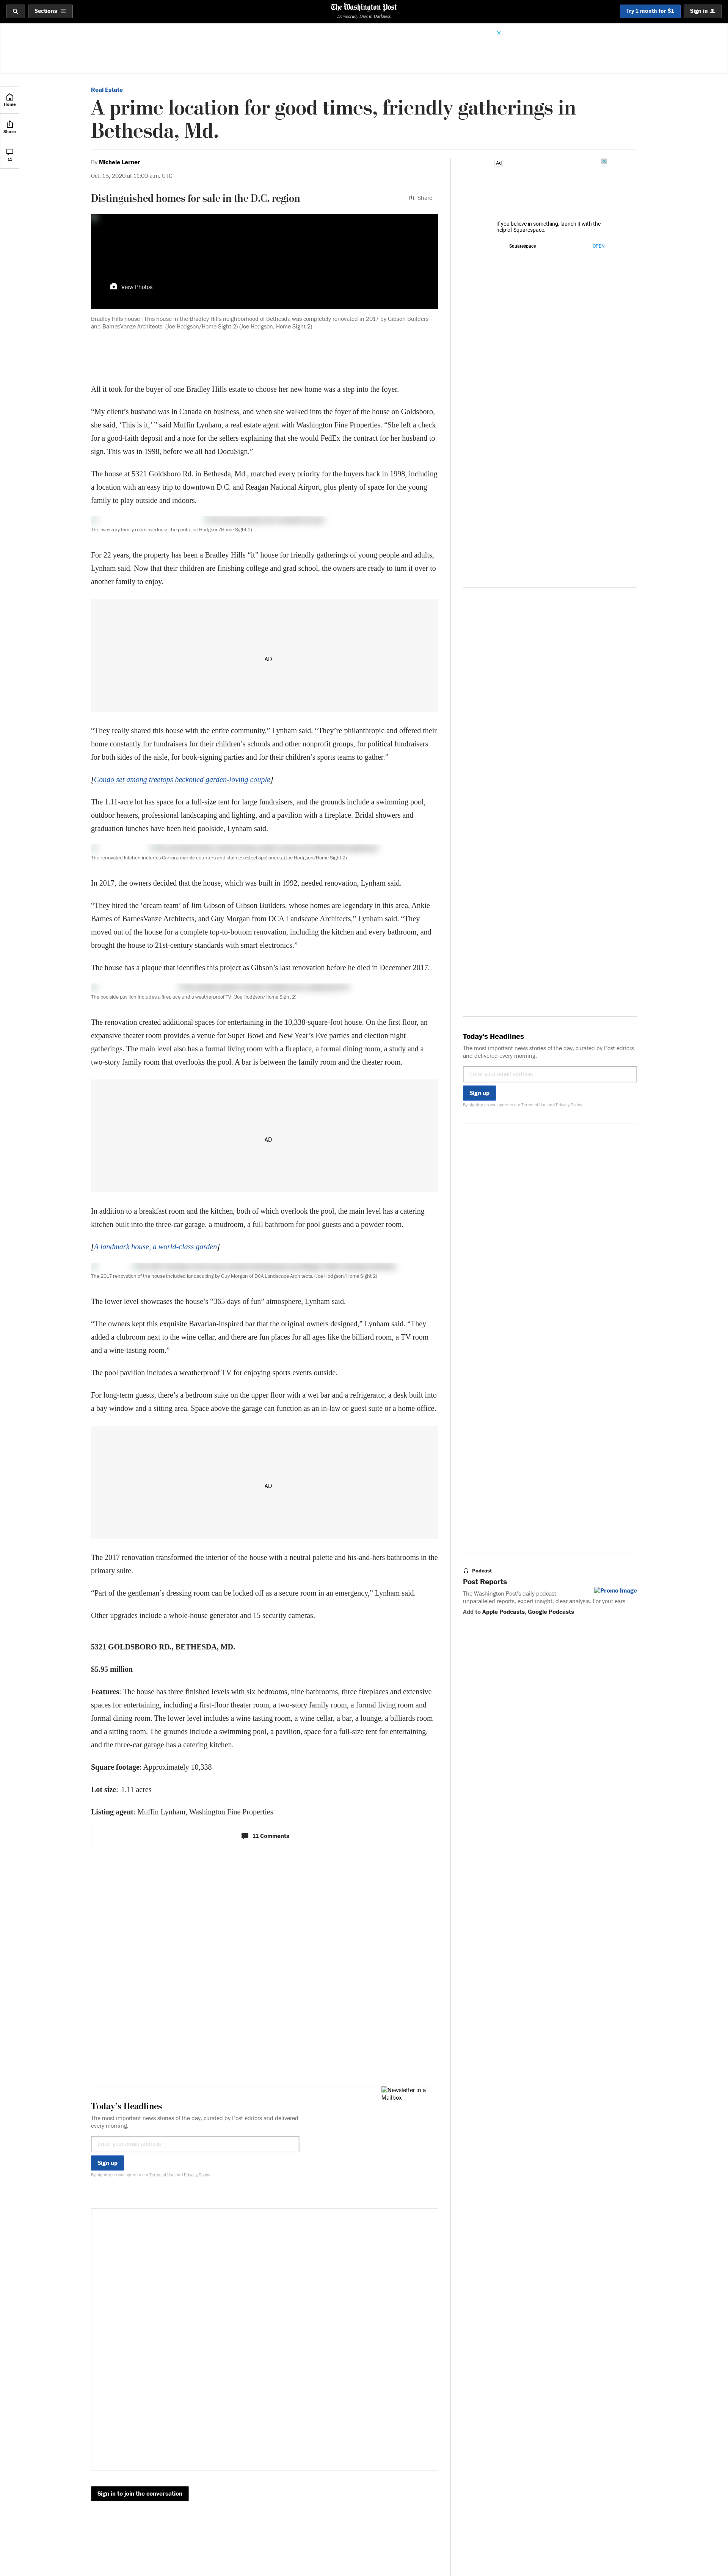 Sections
The Washington Post
Democracy Dies in Darkness
Try 1 month for $1
Sign in
Home
Share
11
Real Estate
A prime location for good times, friendly gatherings in
Bethesda, Md.
By Michele Lerner
Oct. 15, 2020 at 11:00 a.m. UTC
Distinguished homes for sale in the D.C. region
Share
View Photos
Bradley Hills house | This house in the Bradley Hills neighborhood of Bethesda was completely renovated in 2017 by Gibson Builders
and BarnesVanze Architects. (Joe Hodgson/Home Sight 2) (Joe Hodgson, Home Sight 2)
All it took for the buyer of one Bradley Hills estate to choose her new home was a step into the foyer.
“My client’s husband was in Canada on business, and when she walked into the foyer of the house on Goldsboro,
she said, ‘This is it,’ ” said Muffin Lynham, a real estate agent with Washington Fine Properties. “She left a check
for a good-faith deposit and a note for the sellers explaining that she would FedEx the contract for her husband to
sign. This was in 1998, before we all had DocuSign.”
The house at 5321 Goldsboro Rd. in Bethesda, Md., matched every priority for the buyers back in 1998, including
a location with an easy trip to downtown D.C. and Reagan National Airport, plus plenty of space for the young
family to play outside and indoors.
The two-story family room overlooks the pool. (Joe Hodgson/Home Sight 2)
For 22 years, the property has been a Bradley Hills “it” house for friendly gatherings of young people and adults,
Lynham said. Now that their children are finishing college and grad school, the owners are ready to turn it over to
another family to enjoy.
AD
“They really shared this house with the entire community,” Lynham said. “They’re philanthropic and offered their
home constantly for fundraisers for their children’s schools and other nonprofit groups, for political fundraisers
for both sides of the aisle, for book-signing parties and for their children’s sports teams to gather.”
[Condo set among treetops beckoned garden-loving couple]
The 1.11-acre lot has space for a full-size tent for large fundraisers, and the grounds include a swimming pool,
outdoor heaters, professional landscaping and lighting, and a pavilion with a fireplace. Bridal showers and
graduation lunches have been held poolside, Lynham said.
The renovated kitchen includes Carrara marble counters and stainless-steel appliances. (Joe Hodgson/Home Sight 2)
In 2017, the owners decided that the house, which was built in 1992, needed renovation, Lynham said.
“They hired the ‘dream team’ of Jim Gibson of Gibson Builders, whose homes are legendary in this area, Ankie
Barnes of BarnesVanze Architects, and Guy Morgan from DCA Landscape Architects,” Lynham said. “They
moved out of the house for a complete top-to-bottom renovation, including the kitchen and every bathroom, and
brought the house to 21st-century standards with smart electronics.”
The house has a plaque that identifies this project as Gibson’s last renovation before he died in December 2017.
The poolside pavilion includes a fireplace and a weatherproof TV. (Joe Hodgson/Home Sight 2)
The renovation created additional spaces for entertaining in the 10,338-square-foot house. On the first floor, an
expansive theater room provides a venue for Super Bowl and New Year’s Eve parties and election night
gatherings. The main level also has a formal living room with a fireplace, a formal dining room, a study and a
two-story family room that overlooks the pool. A bar is between the family room and the theater room.
AD
In addition to a breakfast room and the kitchen, both of which overlook the pool, the main level has a catering
kitchen built into the three-car garage, a mudroom, a full bathroom for pool guests and a powder room.
[A landmark house, a world-class garden]
The 2017 renovation of the house included landscaping by Guy Morgan of DCA Landscape Architects. (Joe Hodgson/Home Sight 2)
The lower level showcases the house’s “365 days of fun” atmosphere, Lynham said.
“The owners kept this exquisite Bavarian-inspired bar that the original owners designed,” Lynham said. “They
added a clubroom next to the wine cellar, and there are fun places for all ages like the billiard room, a TV room
and a wine-tasting room.”
The pool pavilion includes a weatherproof TV for enjoying sports events outside.
For long-term guests, there’s a bedroom suite on the upper floor with a wet bar and a refrigerator, a desk built into
a bay window and a sitting area. Space above the garage can function as an in-law or guest suite or a home office.
AD
The 2017 renovation transformed the interior of the house with a neutral palette and his-and-hers bathrooms in the
primary suite.
“Part of the gentleman’s dressing room can be locked off as a secure room in an emergency,” Lynham said.
Other upgrades include a whole-house generator and 15 security cameras.
5321 GOLDSBORO RD., BETHESDA, MD.
$5.95 million
Features: The house has three finished levels with six bedrooms, nine bathrooms, three fireplaces and extensive
spaces for entertaining, including a first-floor theater room, a two-story family room, a formal living room and
formal dining room. The lower level includes a wine tasting room, a wine cellar, a bar, a lounge, a billiards room
and a sitting room. The grounds include a swimming pool, a pavilion, space for a full-size tent for entertaining,
and the three-car garage has a catering kitchen.
Square footage: Approximately 10,338
Lot size: 1.11 acres
Listing agent: Muffin Lynham, Washington Fine Properties
11 Comments
Newsletter in a
Mailbox
Today’s Headlines
The most important news stories of the day, curated by Post editors and delivered
every morning.
Enter your email address
Sign up
By signing up you agree to our Terms of Use and Privacy Policy
Sign in to join the conversation
Ad
If you believe in something, launch it with the
help of Squarespace.
Squarespace
OPEN
Today’s Headlines
The most important news stories of the day, curated by Post editors
and delivered every morning.
Enter your email address
Sign up
By signing up you agree to our Terms of Use and Privacy Policy
Podcast
Post Reports
Promo Image
The Washington Post’s daily podcast:
unparalleled reports, expert insight, clear analysis. For your ears.
Add to Apple Podcasts, Google Podcasts